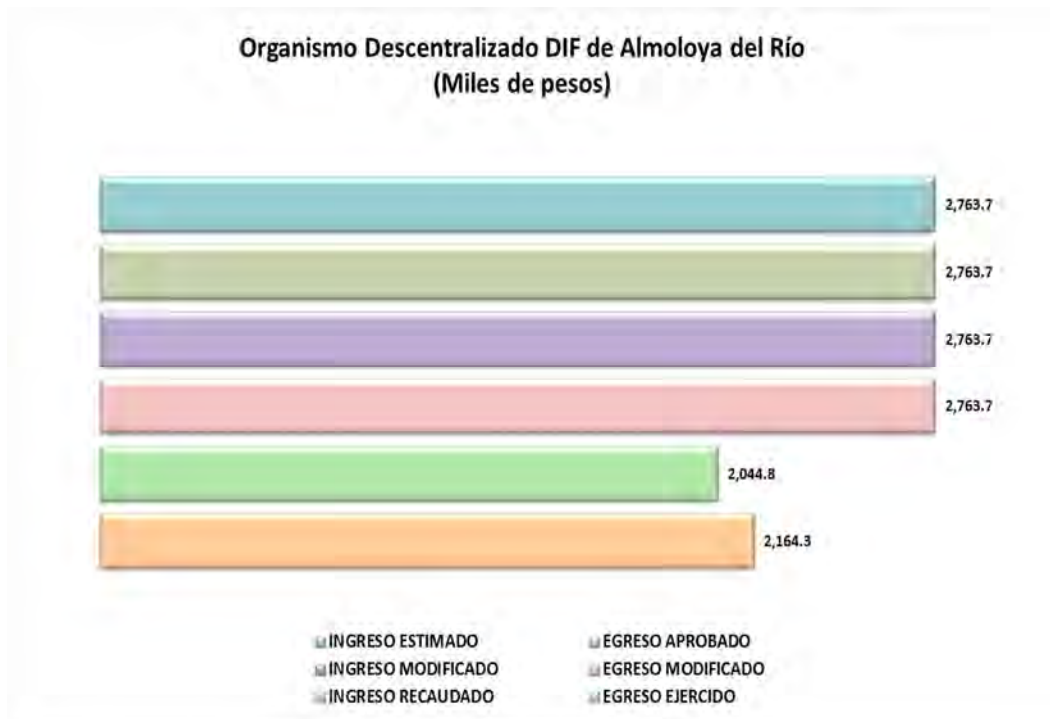 Organismo Descentralizado DIF de Almoloya del Río
(Miles de pesos)
2,763.7
2,763.7
2,763.7
2,763.7
2,044.8
2,164.3
INGRESO ESTIMADO EGRESO APROBADO
INGRESO MODIFICADO EGRESO MODIFICADO
INGRESO RECAUDADO EGRESO EJERCIDO